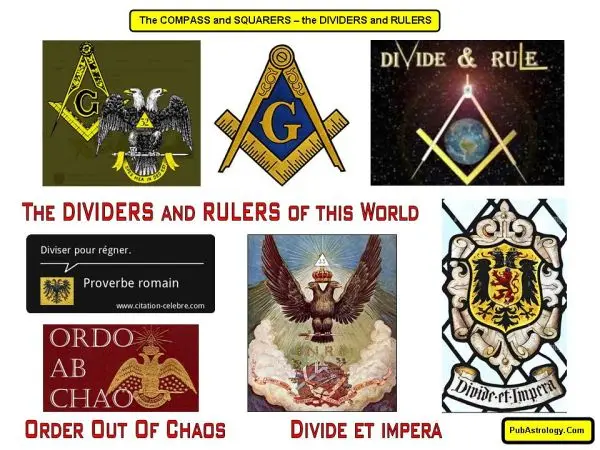 The COMPASS and SQUARERS – the DIVIDERS and RULERS
G
32
G
DIVIDE & RULE
THE DIVIDERS AND RULERS OF THIS WORLD
Diviser pour régner.
Proverbe romain
www.citation-celebre.com
ORDO
AB
CHAO
Divide·et·Impera
ORDER OUT OF CHAOS
DIVIDE ET IMPERA
PubAstrology.Com